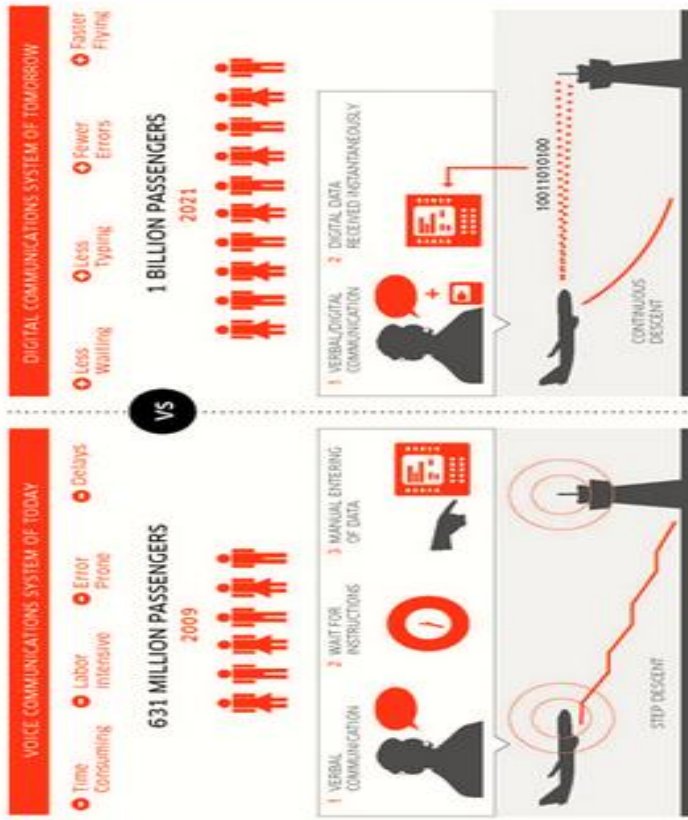 VOICE COMMUNICATIONS SYSTEM OF TODAY
Time
Consuming
Labor
Intensive
Error
Prone
Delays
631 MILLION PASSENGERS
2009
1 VERBAL
COMMUNICATION
2 WAIT FOR
INSTRUCTIONS
3 MANUAL ENTERING
OF DATA
STEP DESCENT
VS
DIGITAL COMMUNICATIONS SYSTEM OF TOMORROW
Less
Waiting
Less
Typing
Fewer
Errors
Faster
Flying
1 BILLION PASSENGERS
2021
1 VERBAL/DIGITAL
COMMUNICATION
2 DIGITAL DATA
RECEIVED INSTANTANEOUSLY
10011010100
CONTINUOUS
DESCENT